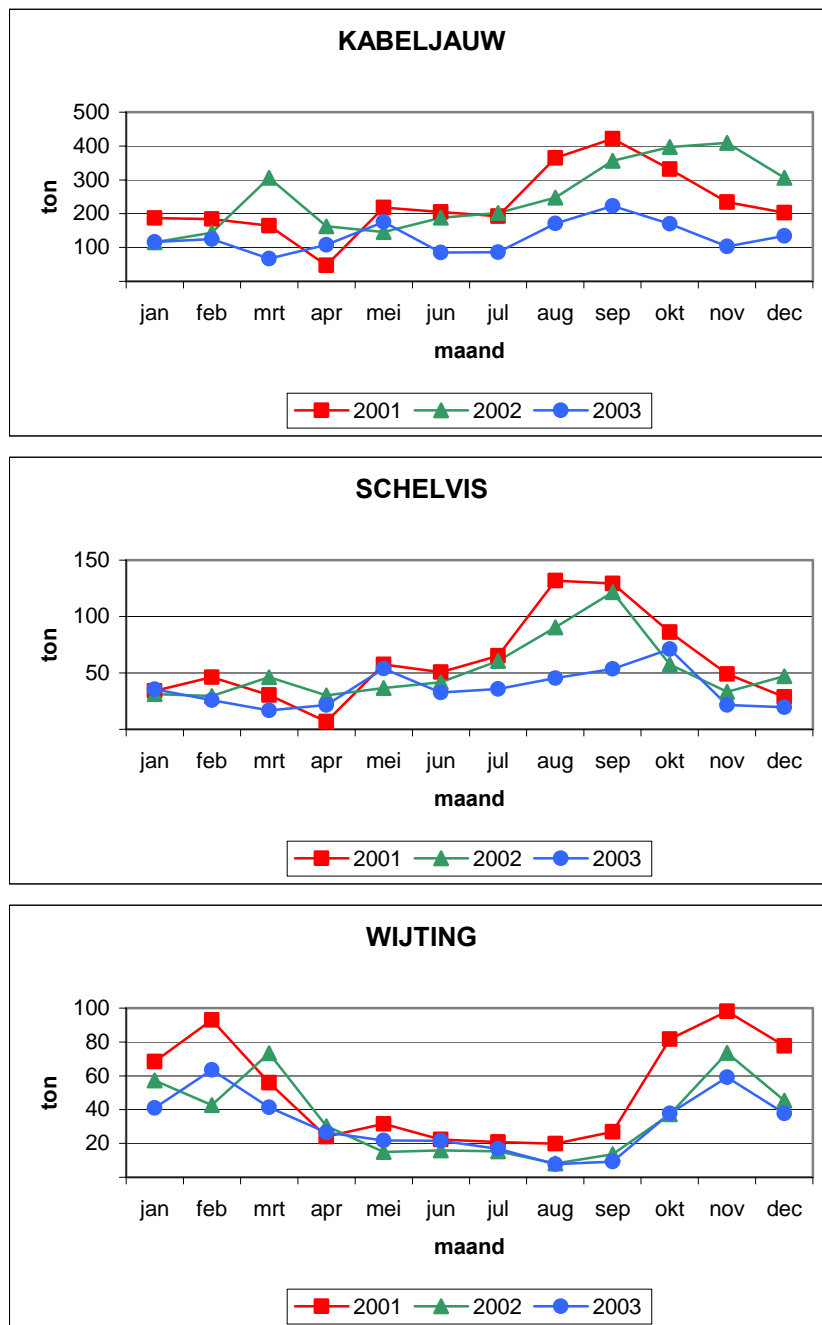 KABELJAUW
500
400
300
200
100
ton
jan feb mrt apr mei jun jul aug sep okt nov dec
maand
2001 2002 2003
SCHELVIS
150
100
50
ton
jan feb mrt apr mei jun jul aug sep okt nov dec
maand
2001 2002 2003
WIJTING
100
80
60
40
20
ton
jan feb mrt apr mei jun jul aug sep okt nov dec
maand
2001 2002 2003